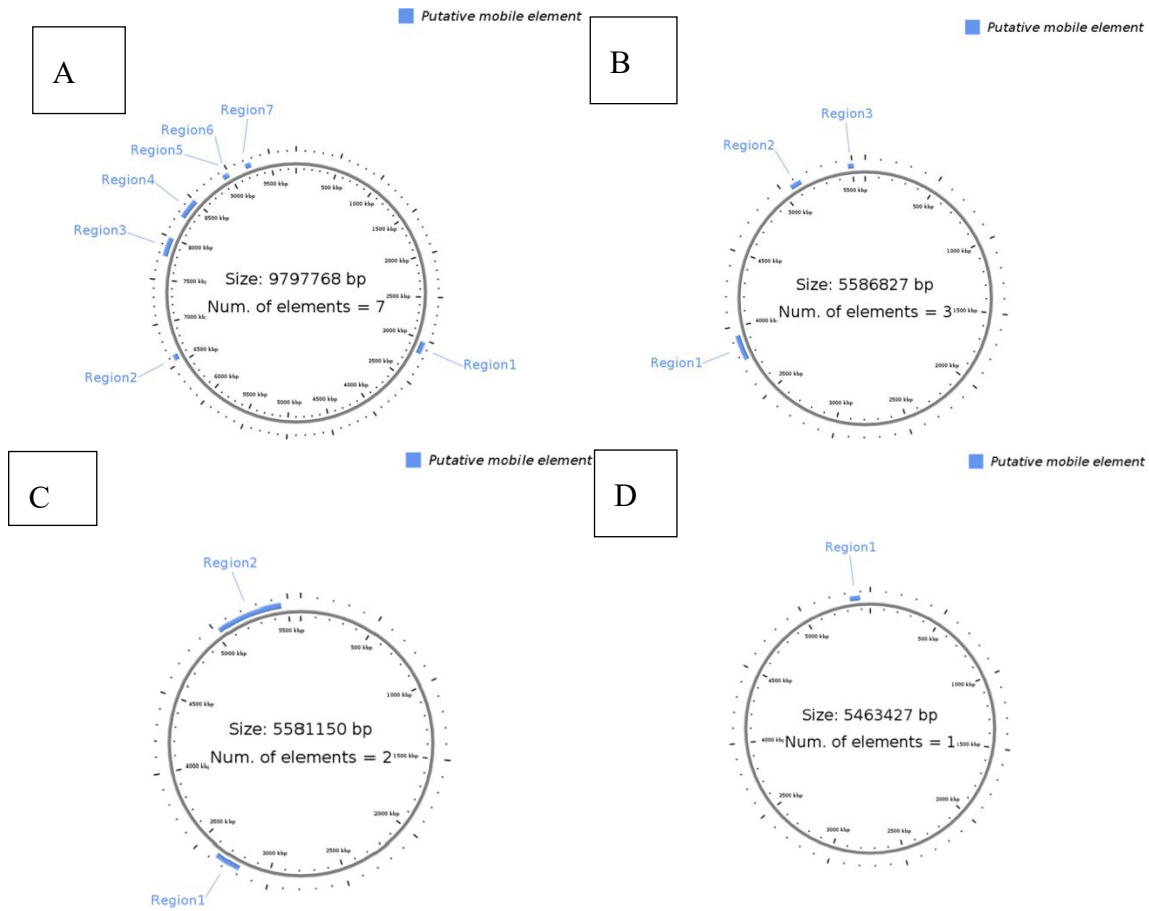 Putative mobile element
A
Region7
Region6
Region5
Region4
Region3
Region2
Region1
9500 kbp
500 kbp
9000 kbp
1000 kbp
8500 kbp
1500 kbp
8000 kbp
2000 kbp
7500 kb
2500 kbp
7000 kb
3000 kbp
6500 kbp
3500 kbp
6000 kbp
4000 kbp
5500 kbp
4500 kbp
5000 kbp
Size: 9797768 bp
Num. of elements = 7
Putative mobile element
B
Region3
Region2
Region1
5500 kbp
500 kbp
5000 kbp
1000 kbp
4500 kbp
1500 kbp
4000 kb
2000 kbp
3500 kbp
2500 kbp
3000 kbp
Size: 5586827 bp
Num. of elements = 3
Putative mobile element
C
Region2
Region1
5500 kbp
500 kbp
5000 kbp
1000 kbp
4500 kbp
1500 kbp
4000 kb
2000 kbp
3500 kbp
2500 kbp
3000 kbp
Size: 5581150 bp
Num. of elements = 2
Putative mobile element
D
Region1
500 kbp
5000 kbp
1000 kbp
4500 kbp
1500 kbp
4000 kbp
2000 kbp
3500 kbp
2500 kbp
3000 kbp
Size: 5463427 bp
Num. of elements = 1